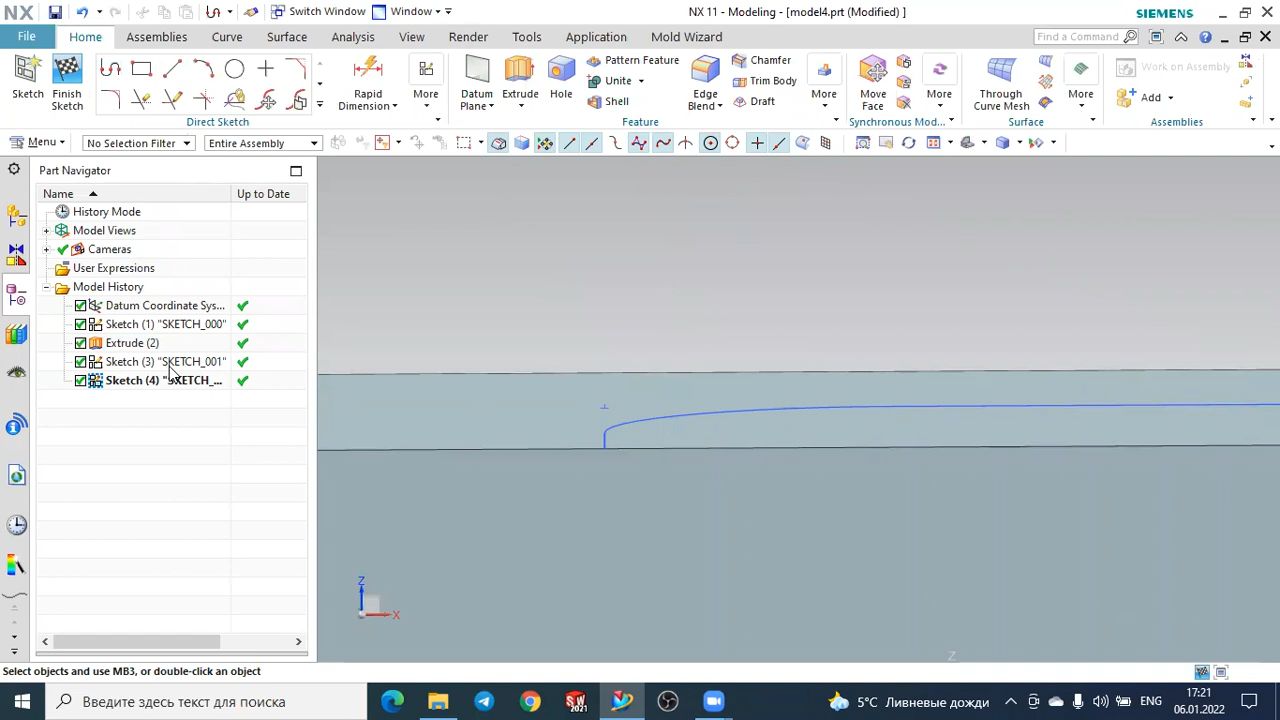 NX
Switch Window
Window
NX 11 - Modeling - [model4.prt (Modified) ]
SIEMENS
File
Home
Assemblies
Curve
Surface
Analysis
View
Render
Tools
Application
Mold Wizard
Find a Command
Sketch
Finish
Sketch
Rapid
Dimension
More
Direct Sketch
Datum
Plane
Extrude
Hole
Pattern Feature
Unite
Shell
Edge
Blend
Chamfer
Trim Body
Draft
More
Feature
Move
Face
More
Synchronous Mod...
Through
Curve Mesh
More
Surface
Work on Assembly
Add
Assemblies
Menu
No Selection Filter
Entire Assembly
Part Navigator
Name
Up to Date
History Mode
Model Views
Cameras
User Expressions
Model History
Datum Coordinate Sys...
Sketch (1) "SKETCH_000"
Extrude (2)
Sketch (3) "SKETCH_001"
Sketch (4) "SKETCH_...
Z
X
Z
Select objects and use MB3, or double-click an object
Введите здесь текст для поиска
SW
2021
5°C Ливневые дожди
ENG
17:21
06.01.2022